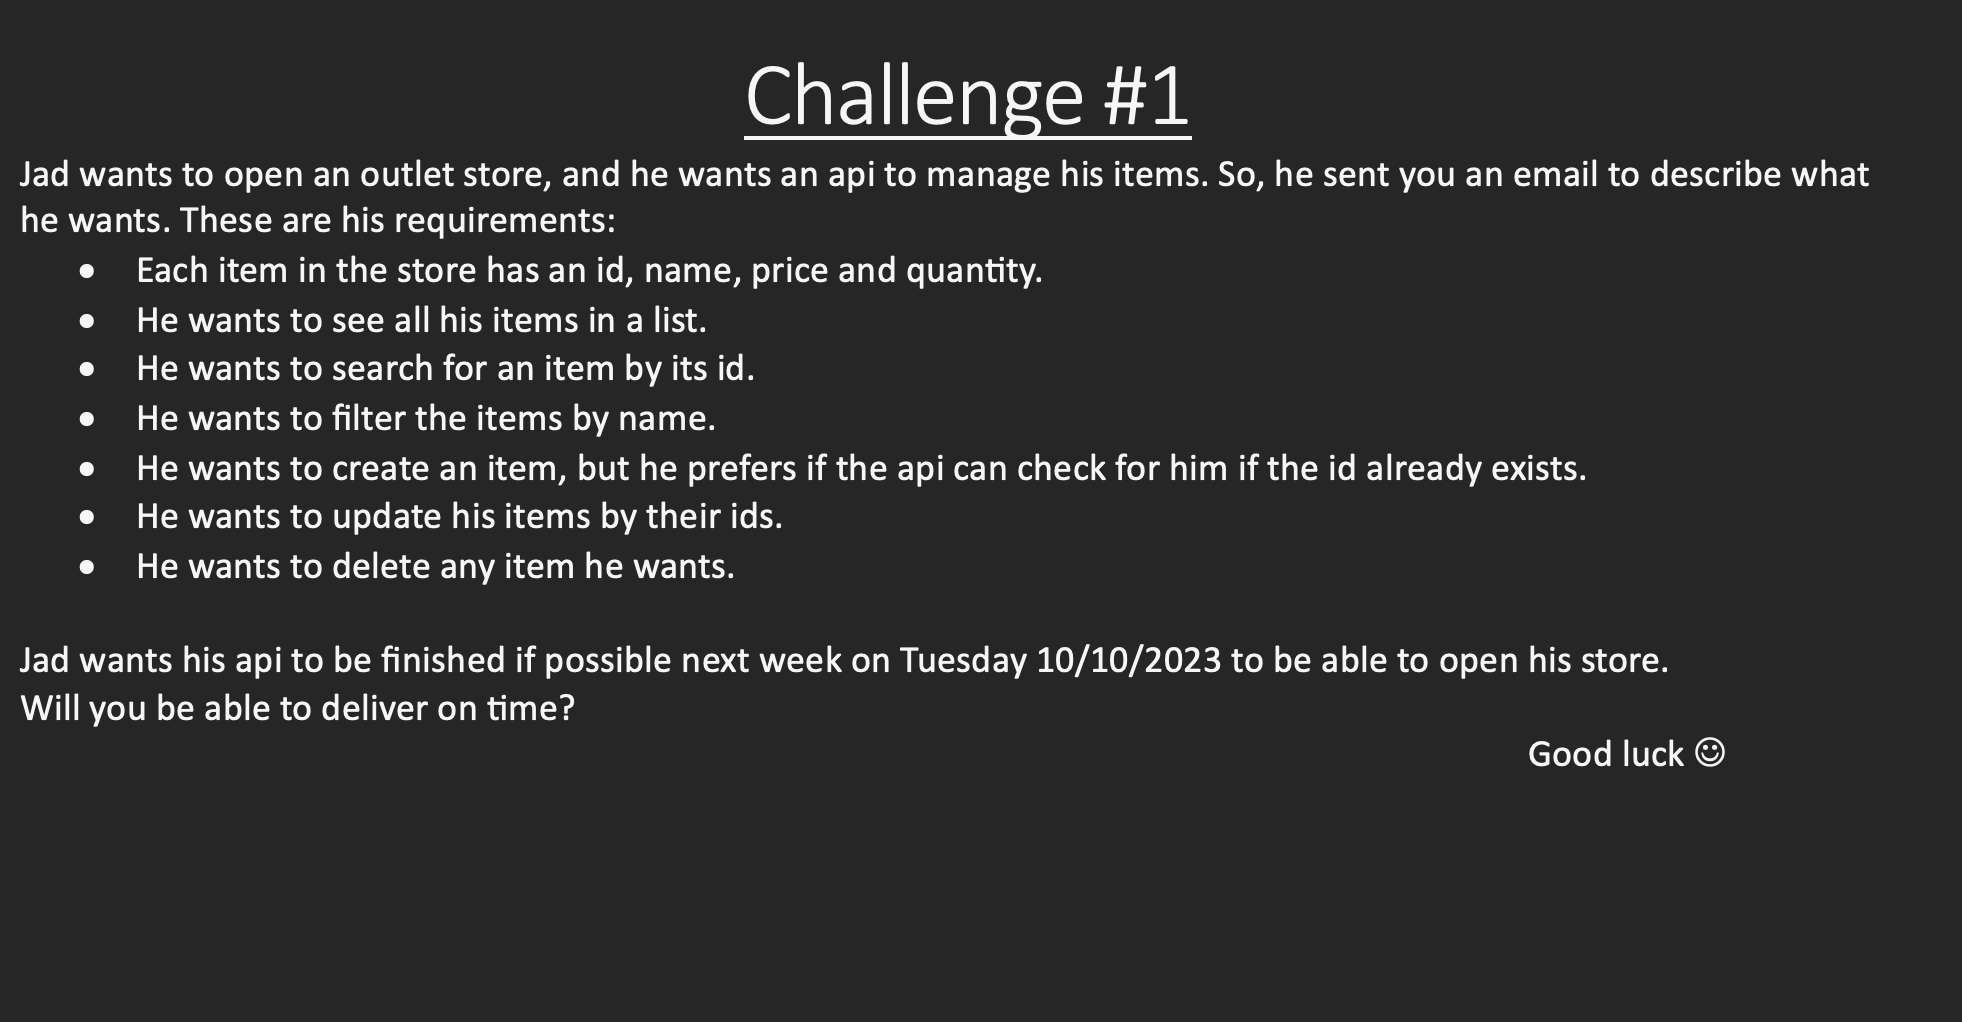 Challenge #1
Jad wants to open an outlet store, and he wants an api to manage his items. So, he sent you an email to describe what
he wants. These are his requirements:
● Each item in the store has an id, name, price and quantity.
● He wants to see all his items in a list.
● He wants to search for an item by its id.
● He wants to filter the items by name.
● He wants to create an item, but he prefers if the api can check for him if the id already exists.
● He wants to update his items by their ids.
● He wants to delete any item he wants.
Jad wants his api to be finished if possible next week on Tuesday 10/10/2023 to be able to open his store.
Will you be able to deliver on time?
Good luck ☺